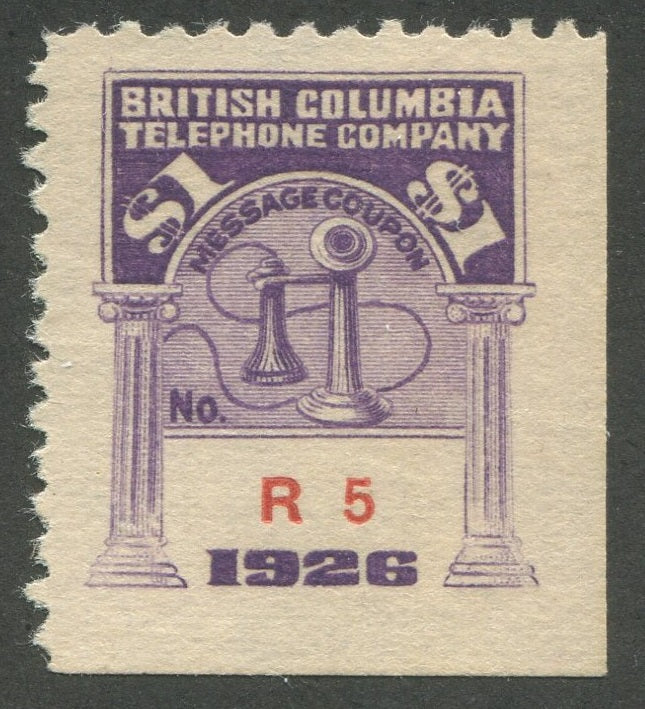 BRITISH COLUMBIA
TELEPHONE COMPANY
$1 $1
MESSAGE COUPON
No.
R 5
1926